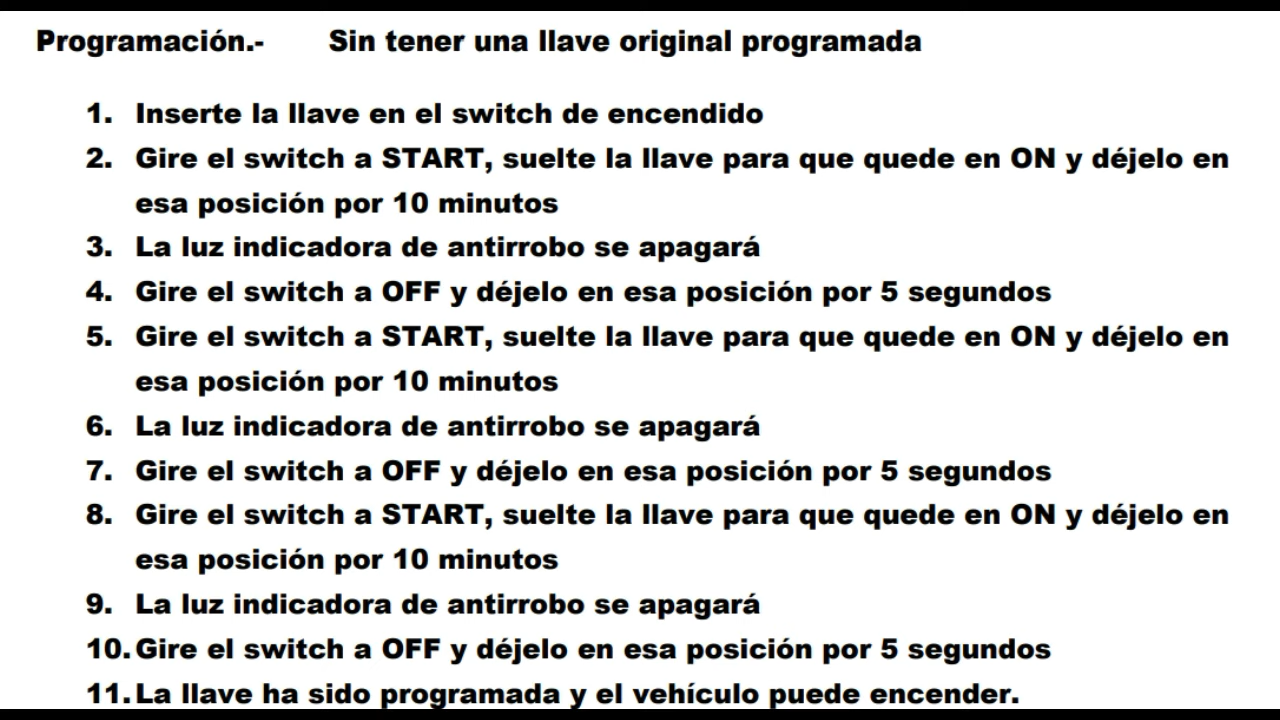 Programación.- Sin tener una llave original programada
1. Inserte la llave en el switch de encendido
2. Gire el switch a START, suelte la llave para que quede en ON y déjelo en
esa posición por 10 minutos
3. La luz indicadora de antirrobo se apagará
4. Gire el switch a OFF y déjelo en esa posición por 5 segundos
5. Gire el switch a START, suelte la llave para que quede en ON y déjelo en
esa posición por 10 minutos
6. La luz indicadora de antirrobo se apagará
7. Gire el switch a OFF y déjelo en esa posición por 5 segundos
8. Gire el switch a START, suelte la llave para que quede en ON y déjelo en
esa posición por 10 minutos
9. La luz indicadora de antirrobo se apagará
10. Gire el switch a OFF y déjelo en esa posición por 5 segundos
11. La llave ha sido programada y el vehículo puede encender.